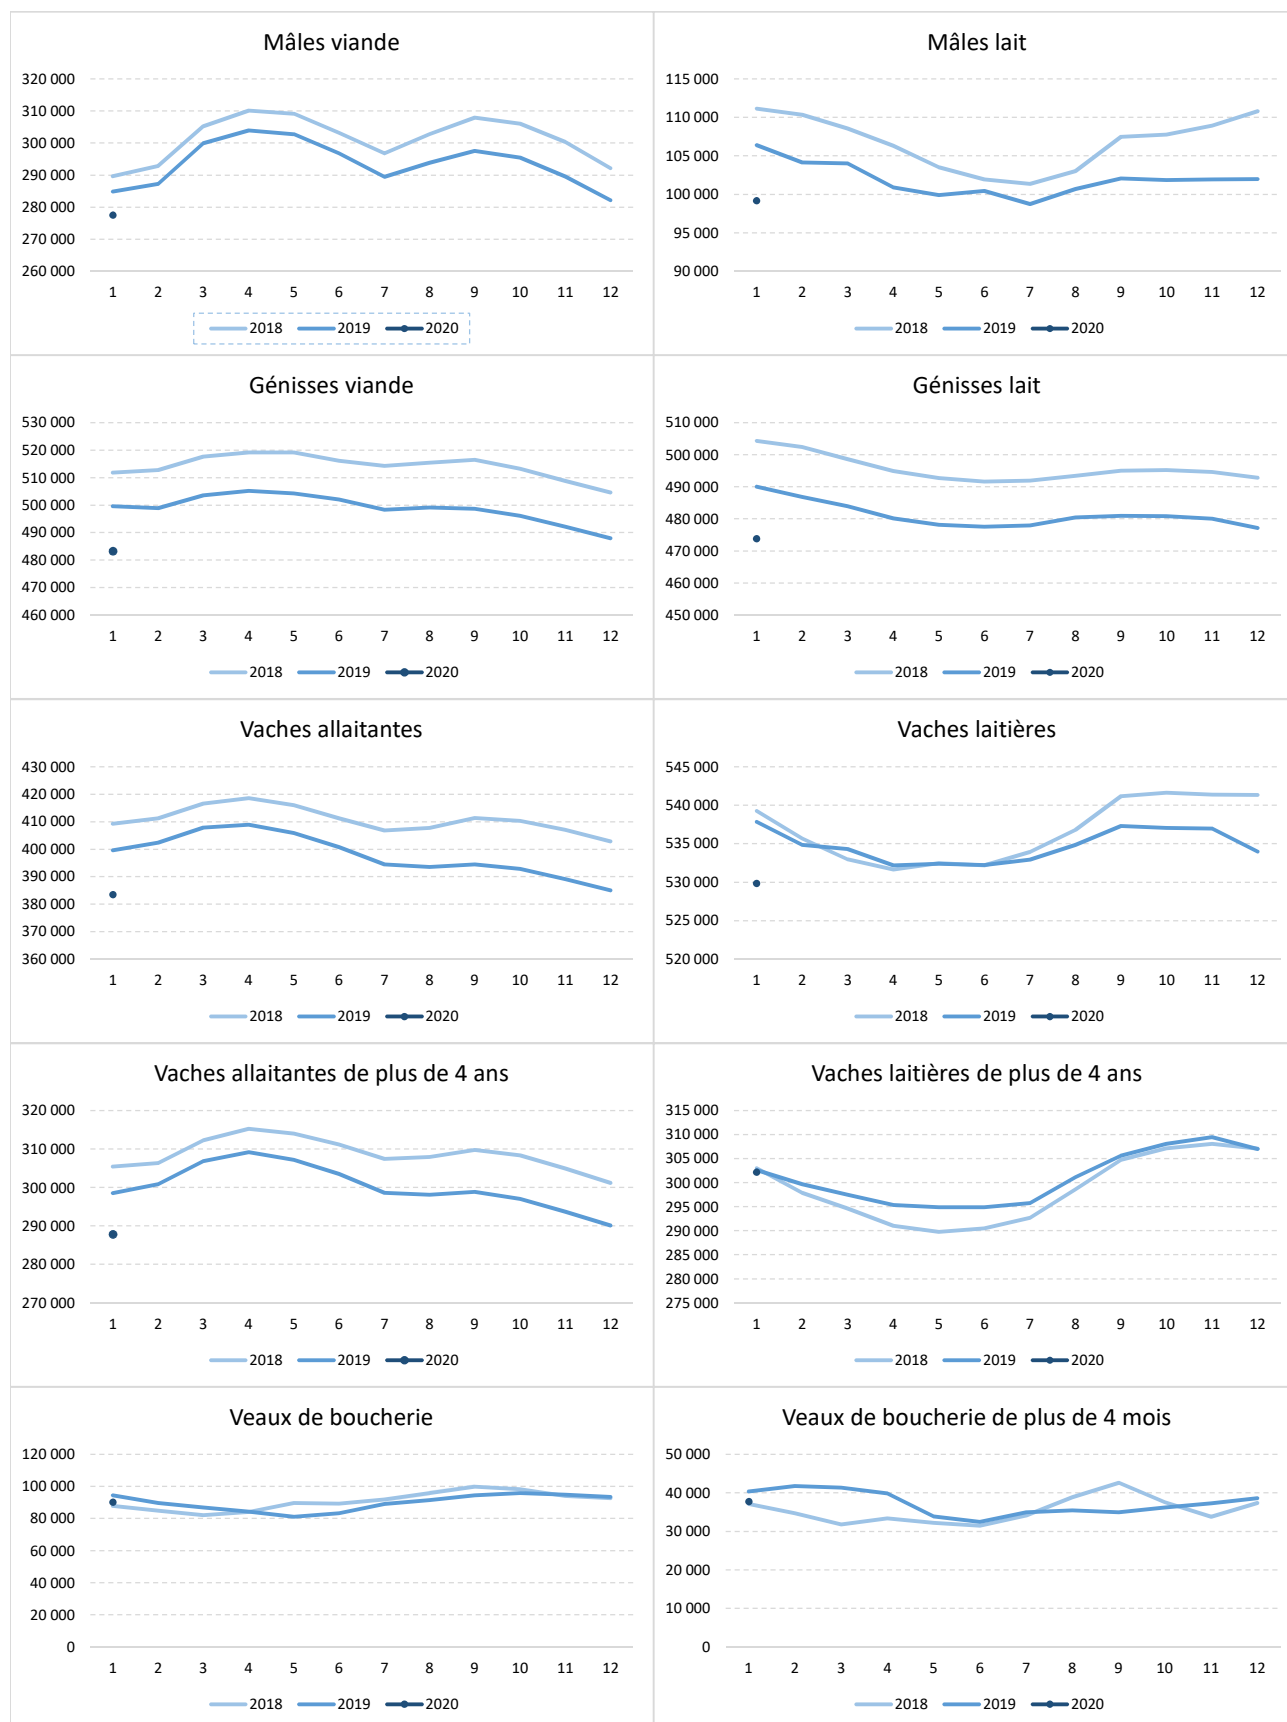 Mâles viande
320 000
310 000
300 000
290 000
280 000
270 000
260 000
1 2 3 4 5 6 7 8 9 10 11 12
2018 2019 2020
Mâles lait
115 000
110 000
105 000
100 000
95 000
90 000
1 2 3 4 5 6 7 8 9 10 11 12
2018 2019 2020
Génisses viande
530 000
520 000
510 000
500 000
490 000
480 000
470 000
460 000
1 2 3 4 5 6 7 8 9 10 11 12
2018 2019 2020
Génisses lait
510 000
500 000
490 000
480 000
470 000
460 000
450 000
1 2 3 4 5 6 7 8 9 10 11 12
2018 2019 2020
Vaches allaitantes
430 000
420 000
410 000
400 000
390 000
380 000
370 000
360 000
1 2 3 4 5 6 7 8 9 10 11 12
2018 2019 2020
Vaches laitières
545 000
540 000
535 000
530 000
525 000
520 000
1 2 3 4 5 6 7 8 9 10 11 12
2018 2019 2020
Vaches allaitantes de plus de 4 ans
320 000
310 000
300 000
290 000
280 000
270 000
1 2 3 4 5 6 7 8 9 10 11 12
2018 2019 2020
Vaches laitières de plus de 4 ans
315 000
310 000
305 000
300 000
295 000
290 000
285 000
280 000
275 000
1 2 3 4 5 6 7 8 9 10 11 12
2018 2019 2020
Veaux de boucherie
120 000
100 000
80 000
60 000
40 000
20 000
0
1 2 3 4 5 6 7 8 9 10 11 12
2018 2019 2020
Veaux de boucherie de plus de 4 mois
50 000
40 000
30 000
20 000
10 000
0
1 2 3 4 5 6 7 8 9 10 11 12
2018 2019 2020